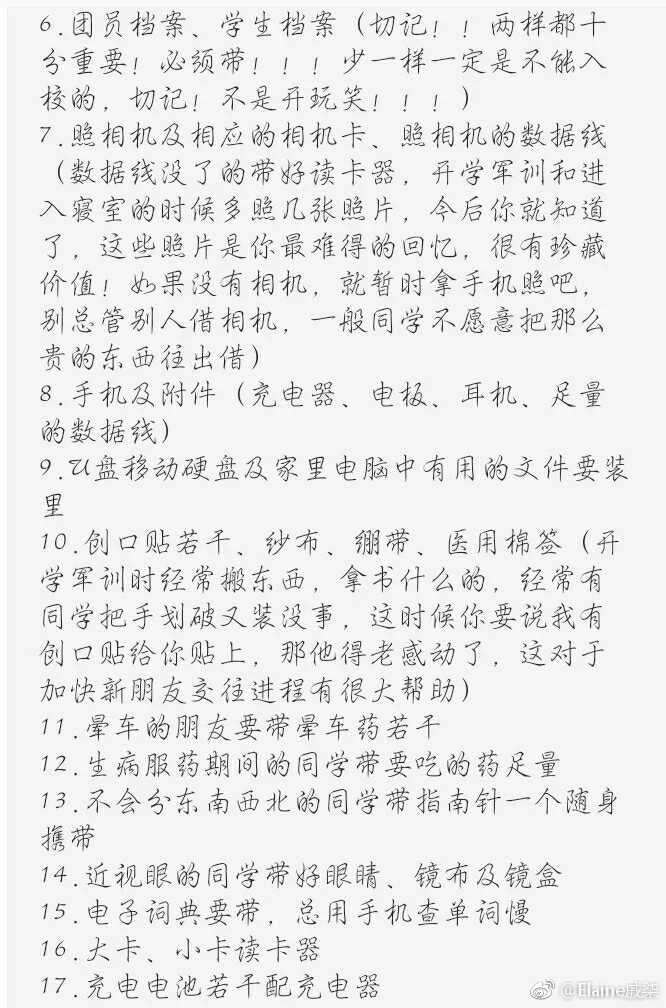 6.团员档案、学生档案（切记！！两样都十
分重要！必须带！！！少一样一定是不能入
校的，切记！不是开玩笑！！！）
7.照相机及相应的相机卡、照相机的数据线
（数据线没了的带好读卡器，开学军训和进
入寝室的时候多照几张照片，今后你就知道
了，这些照片是你最难得的回忆，很有珍藏
价值！如果没有相机，就暂时拿手机照吧，
别总管别人借相机，一般同学不愿意把那么
贵的东西往出借）
8.手机及附件（充电器、电板、耳机、足量
的数据线）
9.U盘移动硬盘及家里电脑中有用的文件要装
里
10.创口贴若干、纱布、绷带、医用棉签（开
学军训时经常搬东西，拿书什么的，经常有
同学把手划破又装没事，这时候你要说我有
创口贴给你贴上，那他得老感动了，这对于
加快新朋友交往进程有很大帮助）
11.晕车的朋友要带晕车药若干
12.生病服药期间的同学带要吃的药足量
13.不会分东南西北的同学带指南针一个随身
携带
14.近视眼的同学带好眼睛、镜布及镜盒
15.电子词典要带，总用手机查单词慢
16.大卡、小卡读卡器
17.充电电池若干配充电器
@Elaine